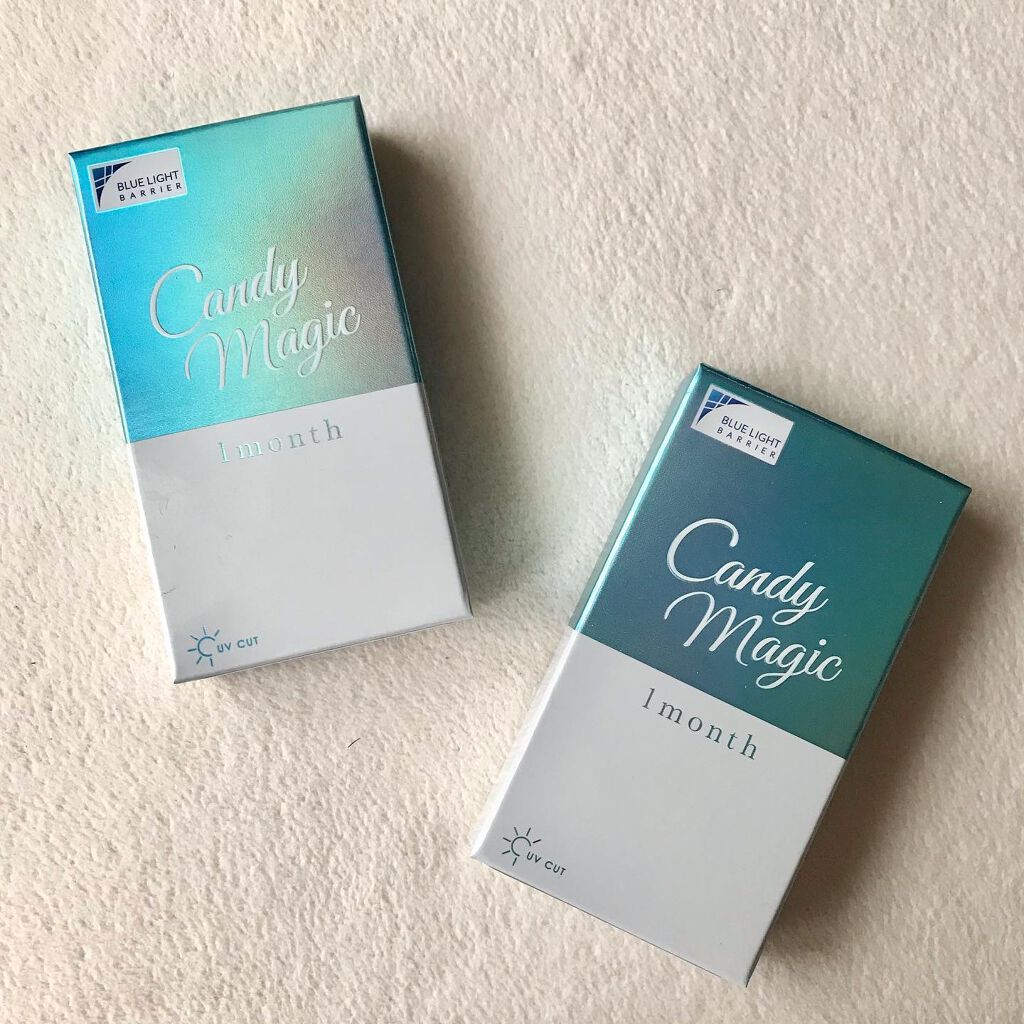 BLUE LIGHT
BARRIER
Candy
Magic
1month
UV CUT
BLUE LIGHT
BARRIER
Candy
Magic
1month
UV CUT